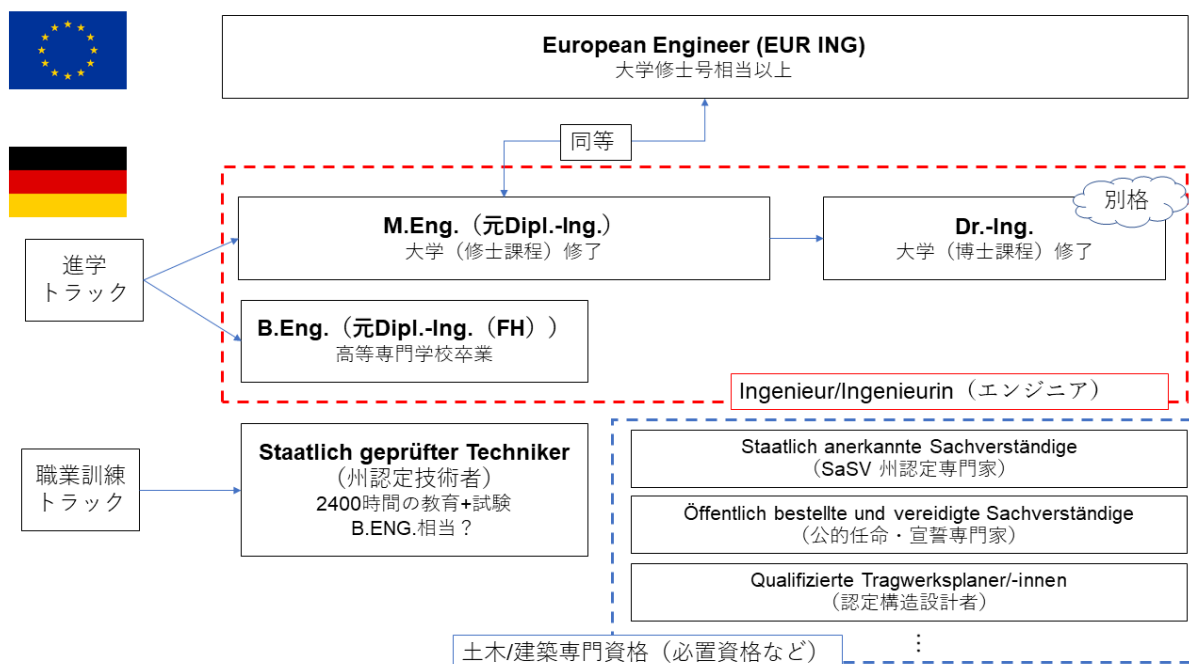 European Engineer (EUR ING)
大学修士号相当以上
同等
別格
M.Eng.（元Dipl.-Ing.）
大学（修士課程）修了
Dr.-Ing.
大学（博士課程）修了
進学
トラック
B.Eng.（元Dipl.-Ing.（FH））
高等専門学校卒業
Ingenieur/Ingenieurin（エンジニア）
職業訓練
トラック
Staatlich geprüfter Techniker
（州認定技術者）
2400時間の教育+試験
B.ENG.相当？
Staatlich anerkannte Sachverständige
（SaSV 州認定専門家）
Öffentlich bestellte und vereidigte Sachverständige
（公的任命・宣誓専門家）
Qualifizierte Tragwerksplaner/-innen
（認定構造設計者）
⋮
土木/建築専門資格（必置資格など）